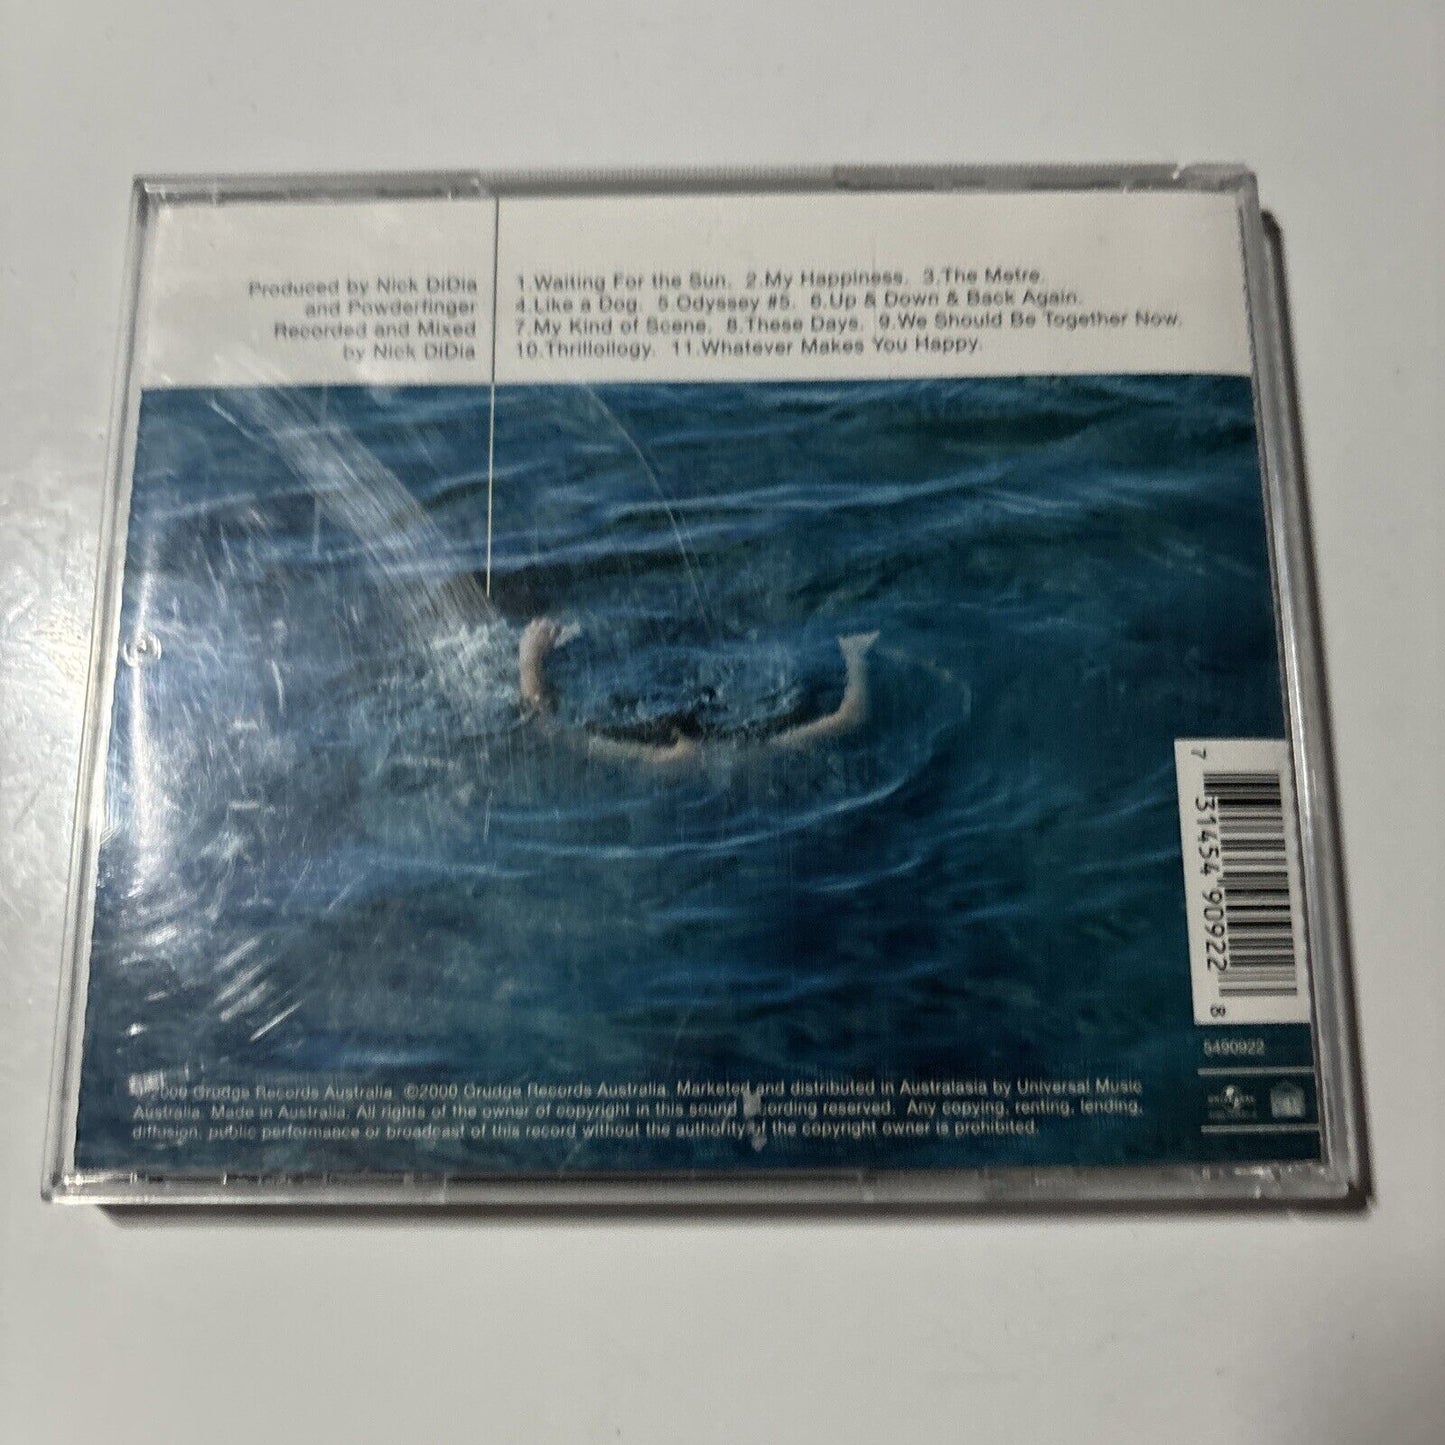 Produced by Nick DiDia
and Powderfinger
Recorded and Mixed
by Nick DiDia
1.Waiting For the Sun. 2.My Happiness. 3.The Metre.
4.Like a Dog. 5.Odyssey #5. 6.Up & Down & Back Again.
7.My Kind of Scene. 8.These Days. 9.We Should Be Together Now.
10.Thrilloilogy. 11.Whatever Makes You Happy.
7 31454 90922 8
5490922
2000 Grudge Records Australia ©2000 Grudge Records Australia. Marketed and distributed in Australasia by Universal Music
Australia. Made in Australia. All rights of the owner of copyright in this sound recording reserved. Any copying, renting, lending,
diffusion, public performance or broadcast of this record without the authority of the copyright owner is prohibited.